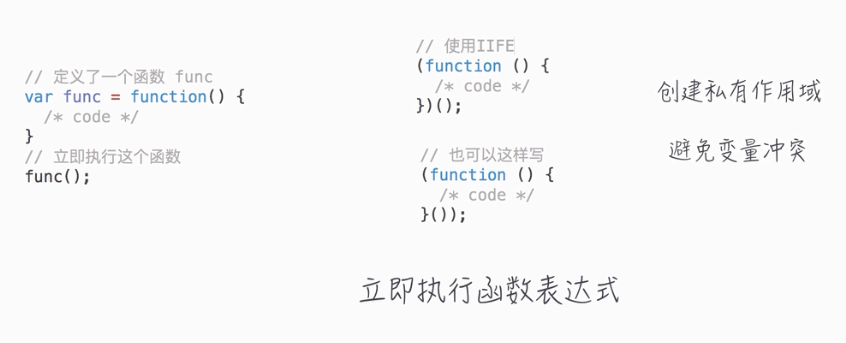 // 定义了一个函数 func
var func = function() {
/* code */
}
// 立即执行这个函数
func();
// 使用IIFE
(function () {
/* code */
})();
// 也可以这样写
(function () {
/* code */
}());
创建私有作用域
避免变量冲突
立即执行函数表达式